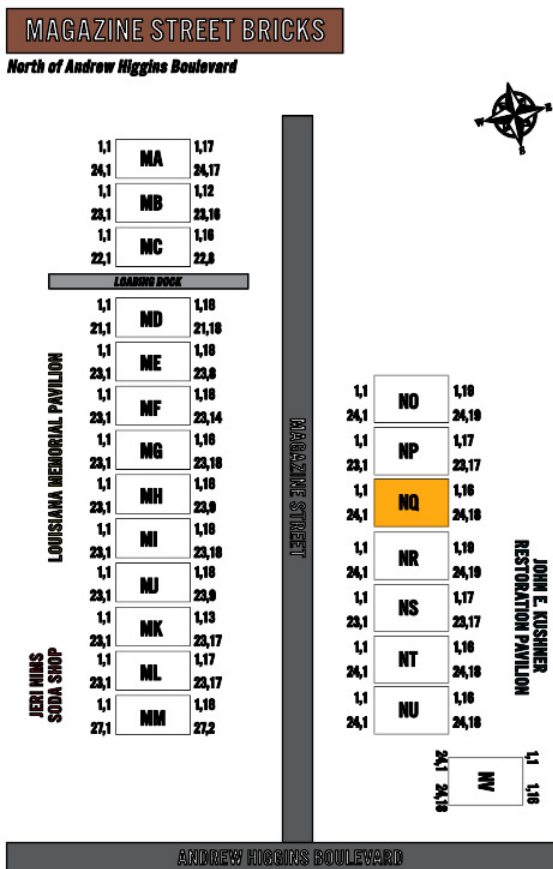 MAGAZINE STREET BRICKS
North of Andrew Higgins Boulevard
N
W E
S
1,1 MA 1,17
24,1 24,17
1,1 MB 1,12
23,1 23,16
1,1 MC 1,16
22,1 22,8
LOADING DOCK
1,1 MD 1,18
21,1 21,18
1,1 ME 1,18
23,1 23,8
1,1 MF 1,18
23,1 23,14
1,1 MG 1,16
23,1 23,18
1,1 MH 1,18
23,1 23,9
1,1 MI 1,18
23,1 23,18
1,1 MJ 1,18
23,1 23,9
1,1 MK 1,13
23,1 23,17
1,1 ML 1,17
23,1 23,17
1,1 MM 1,18
27,1 27,2
LOUISIANA MEMORIAL PAVILION
JERI NIMS
SODA SHOP
MAGAZINE STREET
1,1 NO 1,19
24,1 24,19
1,1 NP 1,17
23,1 23,17
1,1 NQ 1,16
24,1 24,18
1,1 NR 1,19
24,1 24,19
1,1 NS 1,17
23,1 23,17
1,1 NT 1,16
24,1 24,18
1,1 NU 1,16
24,1 24,18
JOHN E. KUSHNER
RESTORATION PAVILION
1,1 NV 1,18
24,1 24,18
ANDREW HIGGINS BOULEVARD